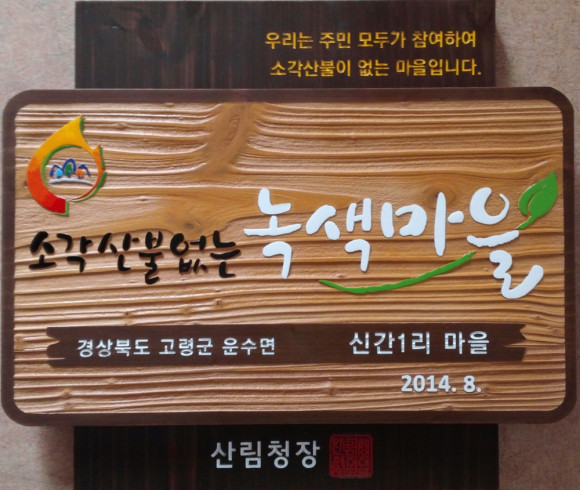 우리는 주민 모두가 참여하여
소각산불이 없는 마을입니다.
소각산불없는 녹색마을
경상북도 고령군 운수면 신간1리 마을
2014. 8.
산림청장